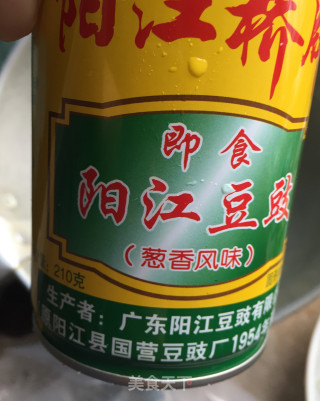 阳江桥
即食
阳江豆豉
（葱香风味）
210克
生产者：广东阳江豆豉有限
阳江县国营豆豉厂1954
美食天下